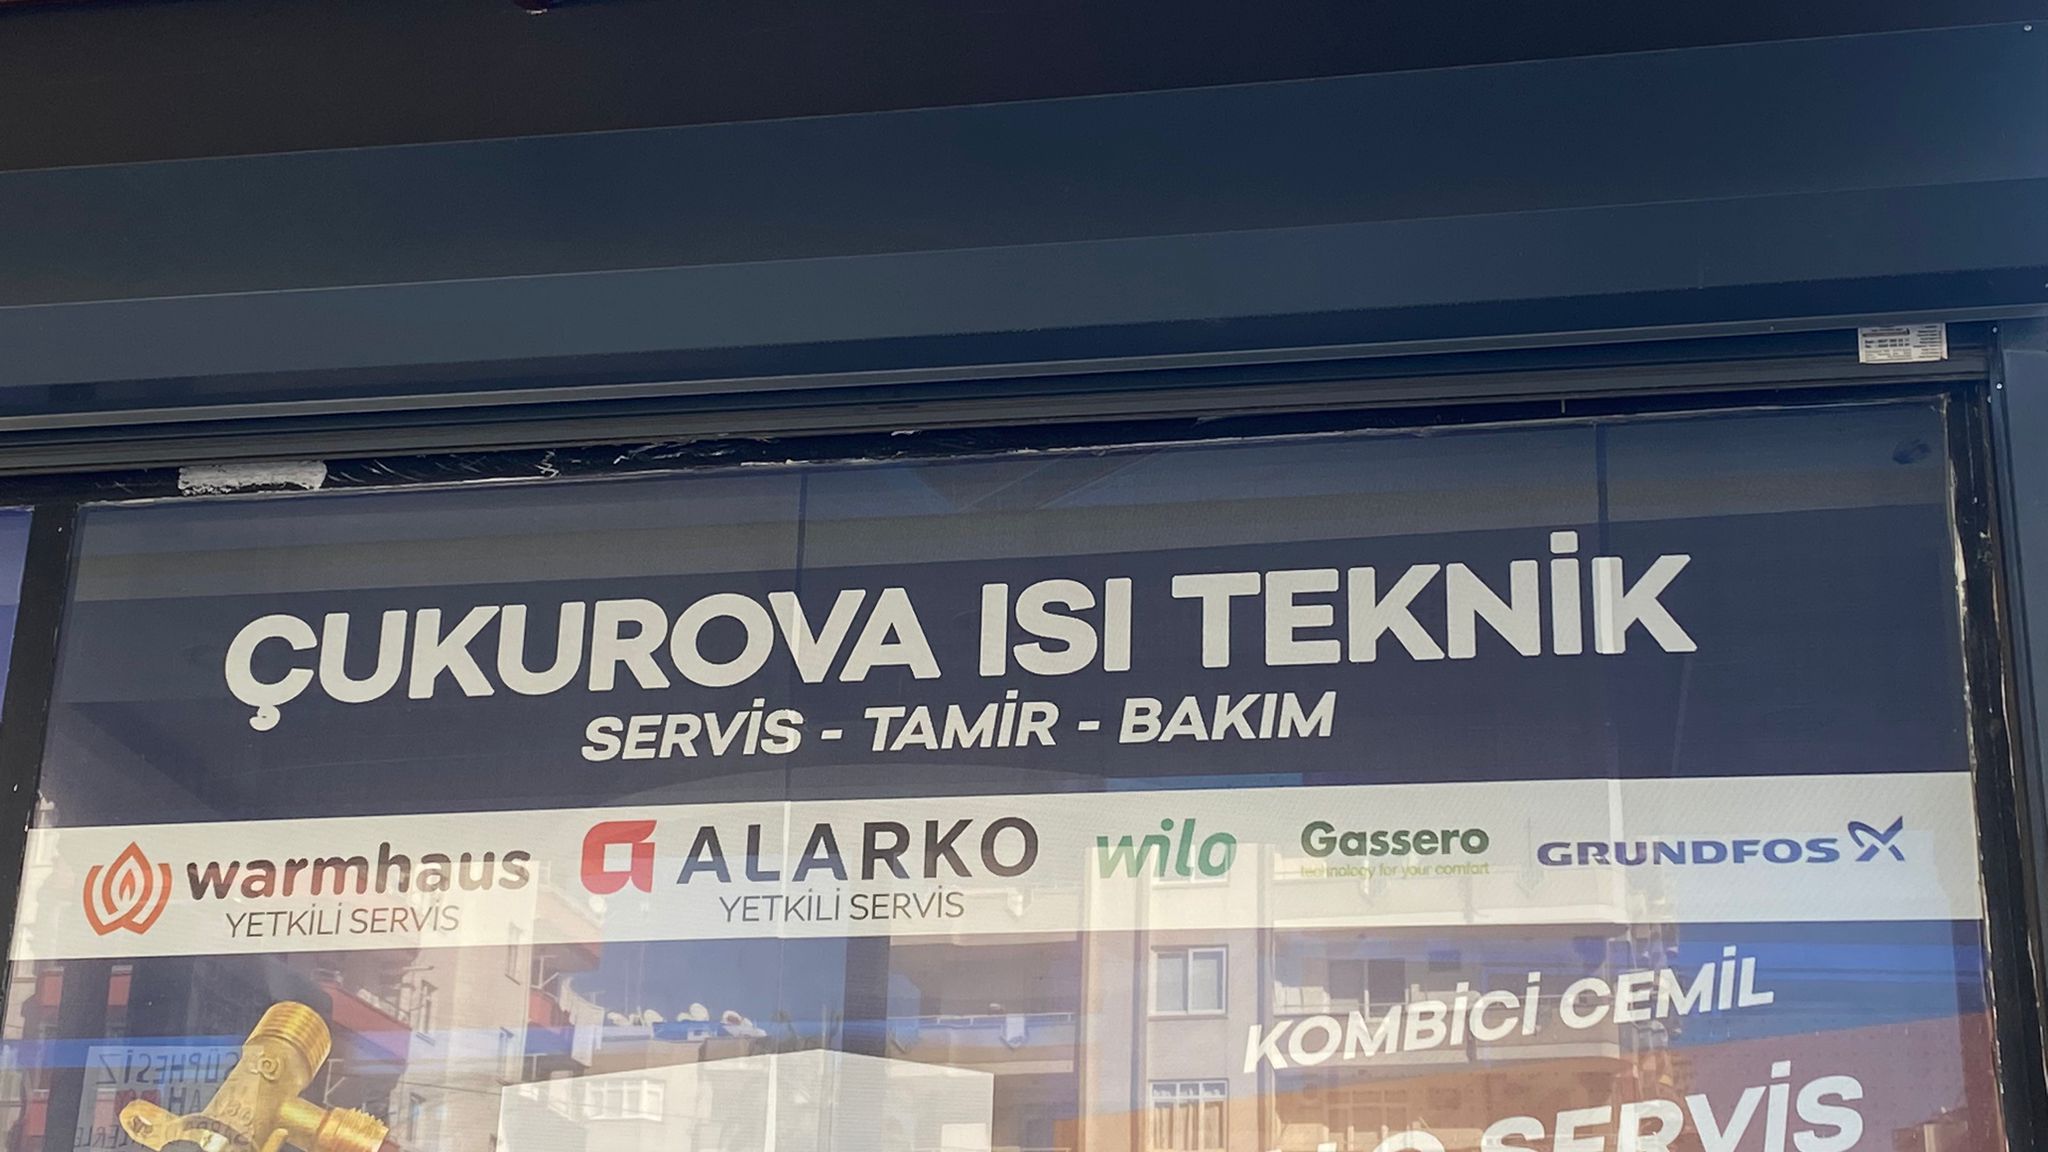 ÇUKUROVA ISI TEKNİK
SERVİS - TAMİR - BAKIM
warmhaus
YETKİLİ SERVİS
ALARKO
YETKİLİ SERVİS
wilo
Gassero
technology for your comfort
GRUNDFOS
KOMBİCİ CEMİL
SERVİS